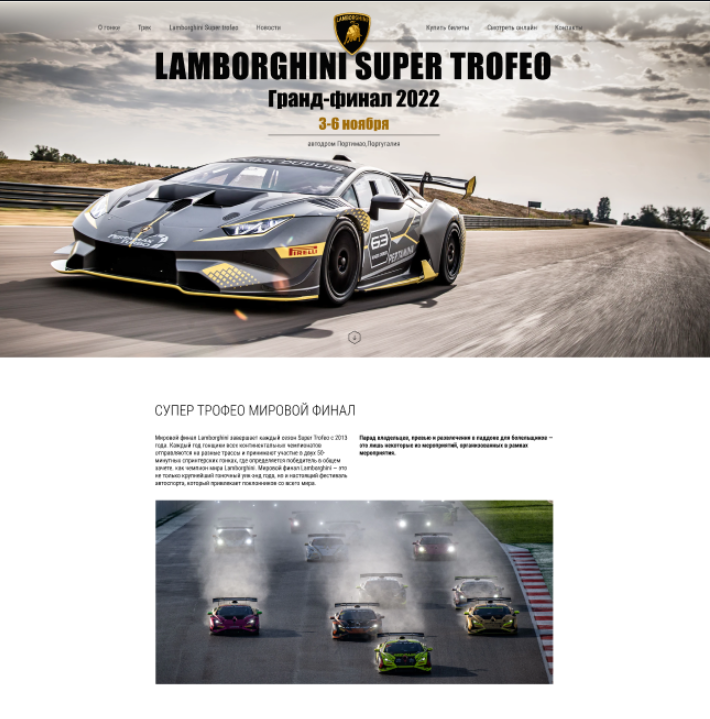 О гонке Трек Lamborghini Super trofeo Новости LAMBORGHINI Купить билеты Смотреть онлайн Контакты
LAMBORGHINI SUPER TROFEO
Гранд-финал 2022
3-6 ноября
автодром Портимао, Португалия
ROGER DUBUIS
PERTAMINA
PIRELLI
63
PERTAMINA
СУПЕР ТРОФЕО МИРОВОЙ ФИНАЛ
Мировой финал Lamborghini завершает каждый сезон Super Trofeo с 2013
года. Каждый год гонщики всех континентальных чемпионатов
отправляются на разные трассы и принимают участие в двух 50-
минутных спринтерских гонках, где определяется победитель в общем
зачете, как чемпион мира Lamborghini. Мировой финал Lamborghini — это
не только крупнейший гоночный уик-энд года, но и настоящий фестиваль
автоспорта, который привлекает поклонников со всего мира.
Парад владельцев, превью и развлечения в паддоке для болельщиков —
это лишь некоторые из мероприятий, организованных в рамках
мероприятия.